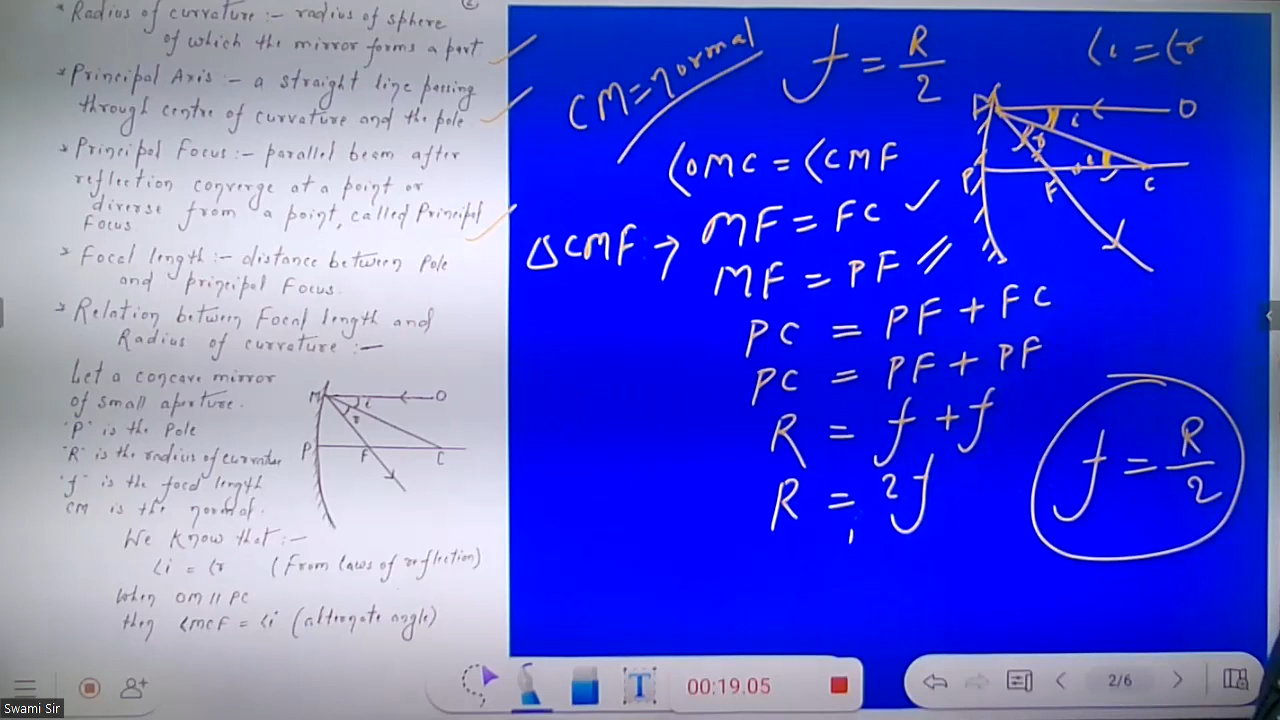 * Radius of curvature :- radius of sphere
of which the mirror forms a part
* Principal Axis :- a straight line passing
through centre of curvature and the pole
* Principal Focus :- parallel beam after
reflection converge at a point or
diverse from a point, called Principal
Focus
* Focal length :- distance between Pole
and principal Focus.
* Relation between Focal length and
Radius of curvature :-
Let a concave mirror
of small aperture.
"P" is the Pole
"R" is the radius of curvature
"f" is the focal length
CM is the normal.
M i O
r
P F C
We know that :-
<i = <r (From laws of reflection)
when OM || PC
then <MCF = <i (alternate angle)
CM = normal
f = R/2
<i = <r
<OMC = <CMF
△CMF → MF = FC
MF = PF
PC = PF + FC
PC = PF + PF
R = f + f
R = 2f
f = R/2
M i O
r
P F C
T
00:19.05
2/6
Swami Sir